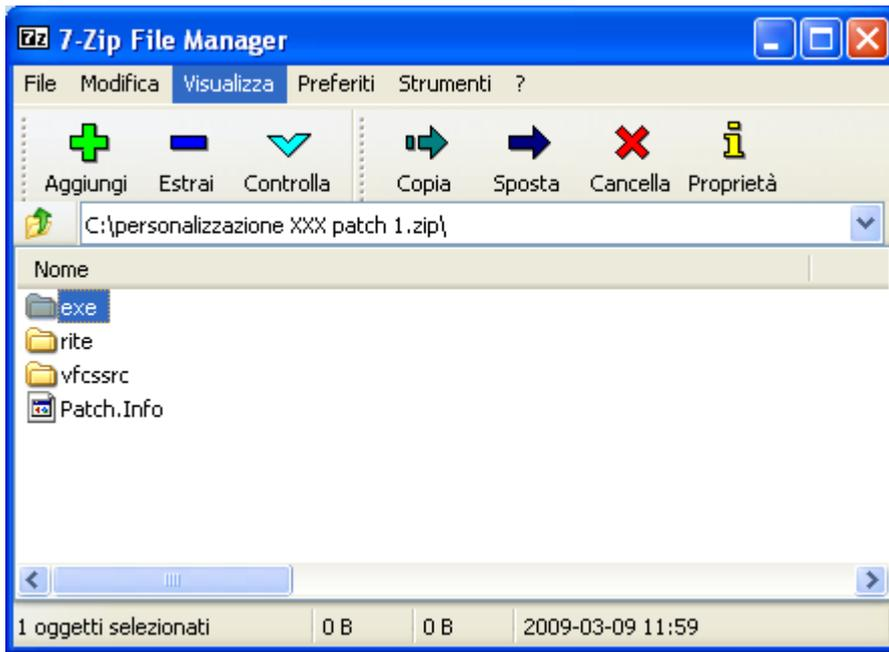 7-Zip File Manager
File Modifica Visualizza Preferiti Strumenti ?
Aggiungi Estrai Controlla Copia Sposta Cancella Proprietà
C:\personalizzazione XXX patch 1.zip\
Nome
exe
rite
vfcssrc
Patch.Info
1 oggetti selezionati 0 B 0 B 2009-03-09 11:59